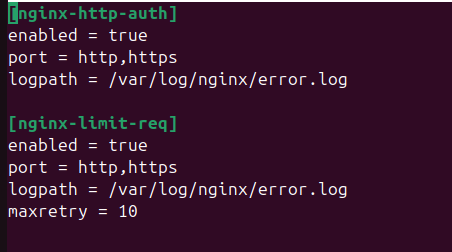 [nginx-http-auth]
enabled = true
port = http,https
logpath = /var/log/nginx/error.log
[nginx-limit-req]
enabled = true
port = http,https
logpath = /var/log/nginx/error.log
maxretry = 10